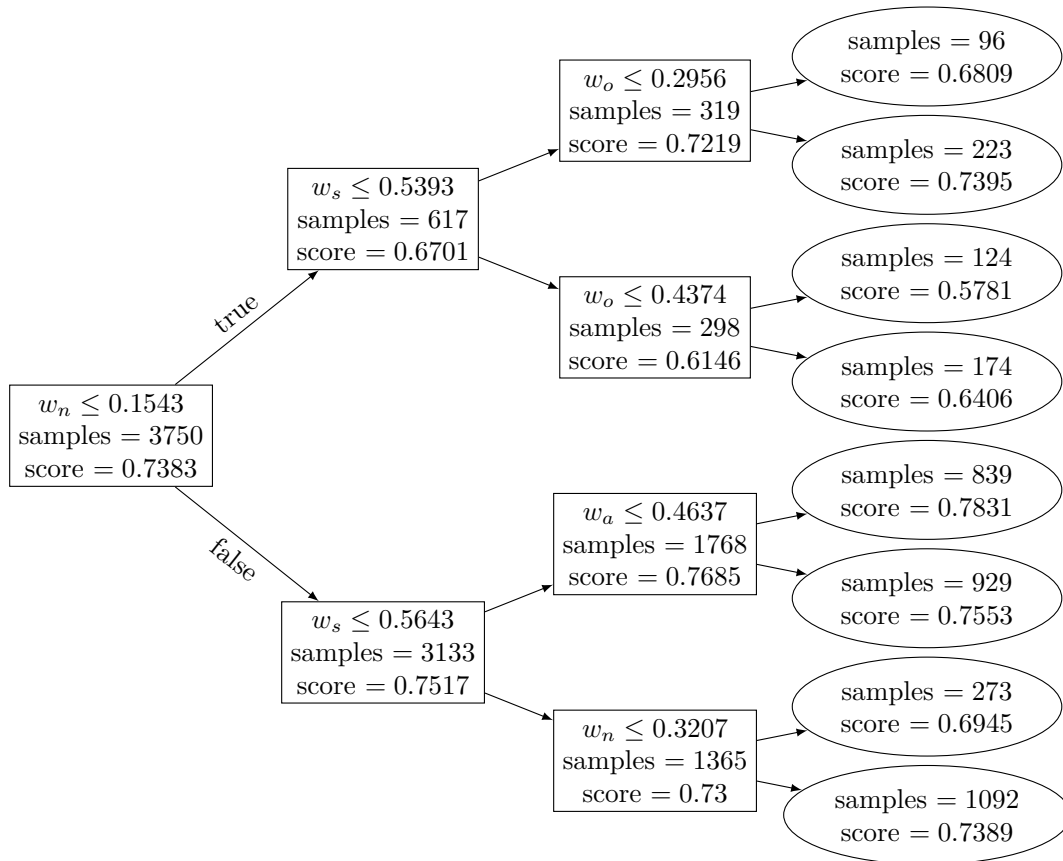 w_n ≤ 0.1543
samples = 3750
score = 0.7383
true
false
w_s ≤ 0.5393
samples = 617
score = 0.6701
w_s ≤ 0.5643
samples = 3133
score = 0.7517
w_o ≤ 0.2956
samples = 319
score = 0.7219
w_o ≤ 0.4374
samples = 298
score = 0.6146
w_a ≤ 0.4637
samples = 1768
score = 0.7685
w_n ≤ 0.3207
samples = 1365
score = 0.73
samples = 96
score = 0.6809
samples = 223
score = 0.7395
samples = 124
score = 0.5781
samples = 174
score = 0.6406
samples = 839
score = 0.7831
samples = 929
score = 0.7553
samples = 273
score = 0.6945
samples = 1092
score = 0.7389